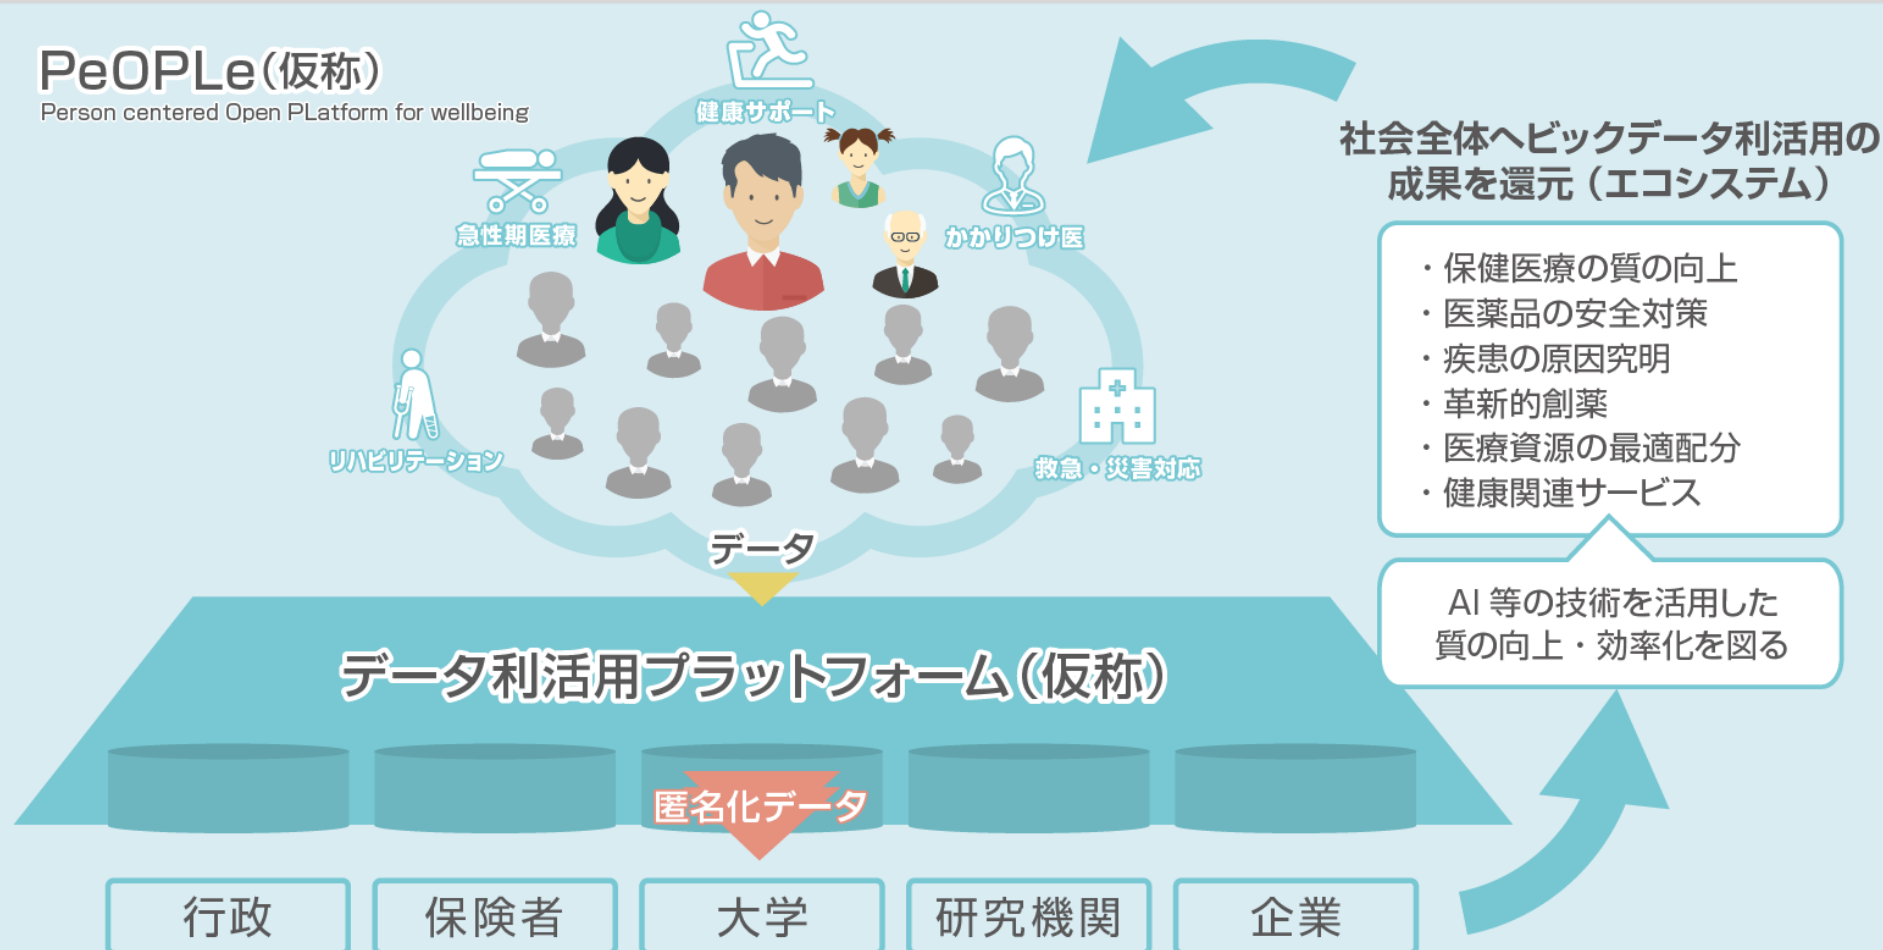 PeOPLe(仮称)
Person centered Open PLatform for wellbeing
健康サポート
急性期医療
かかりつけ医
リハビリテーション
救急・災害対応
データ
データ利活用プラットフォーム(仮称)
匿名化データ
行政
保険者
大学
研究機関
企業
社会全体へビックデータ利活用の
成果を還元(エコシステム)
・保健医療の質の向上
・医薬品の安全対策
・疾患の原因究明
・革新的創薬
・医療資源の最適配分
・健康関連サービス
AI 等の技術を活用した
質の向上・効率化を図る